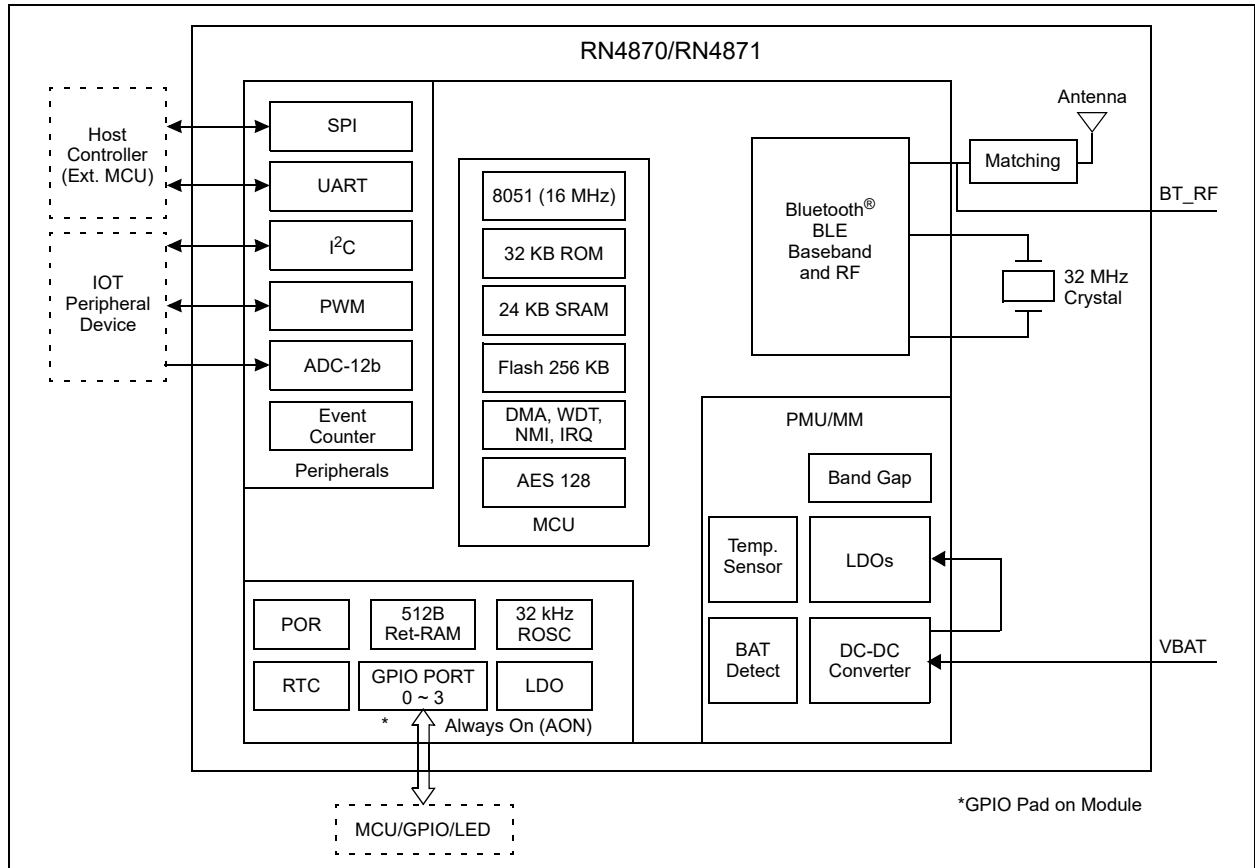 RN4870/RN4871
Host
Controller
(Ext. MCU)
IOT
Peripheral
Device
SPI
UART
I²C
PWM
ADC-12b
Event
Counter
Peripherals
8051 (16 MHz)
32 KB ROM
24 KB SRAM
Flash 256 KB
DMA, WDT,
NMI, IRQ
AES 128
MCU
Bluetooth®
BLE
Baseband
and RF
Antenna
Matching
BT_RF
32 MHz
Crystal
PMU/MM
Band Gap
Temp.
Sensor
LDOs
BAT
Detect
DC-DC
Converter
VBAT
POR
512B
Ret-RAM
32 kHz
ROSC
RTC
GPIO PORT
0 ~ 3
LDO
*
Always On (AON)
MCU/GPIO/LED
*GPIO Pad on Module